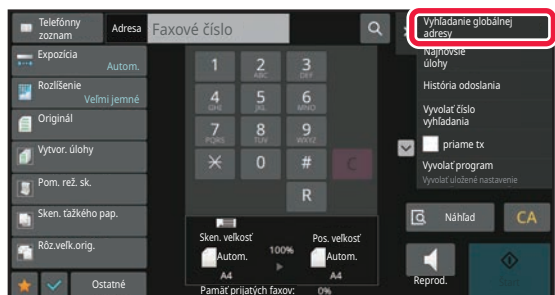 Telefónny
zoznam
Adresa
Faxové číslo
Vyhľadanie globálnej
adresy
Expozícia
Autom.
Rozlíšenie
Veľmi jemné
Originál
Vytvor. úlohy
Pom. rež. sk.
Sken. ťažkého pap.
Rôz.veľk.orig.
Ostatné
1
2 ABC
3 DEF
4 GHI
5 JKL
6 MNO
7 PQRS
8 TUV
9 WXYZ
0
#
C
R
Sken. veľkosť
100%
Pos. veľkosť
Autom.
Autom.
A4
A4
Pamäť prijatých faxov: 0%
Najnovšie
úlohy
História odoslania
Vyvolať číslo
vyhľadania
priame tx
Vyvolať program
Vyvolať uložené nastavenie
Náhľad
CA
Reprod.